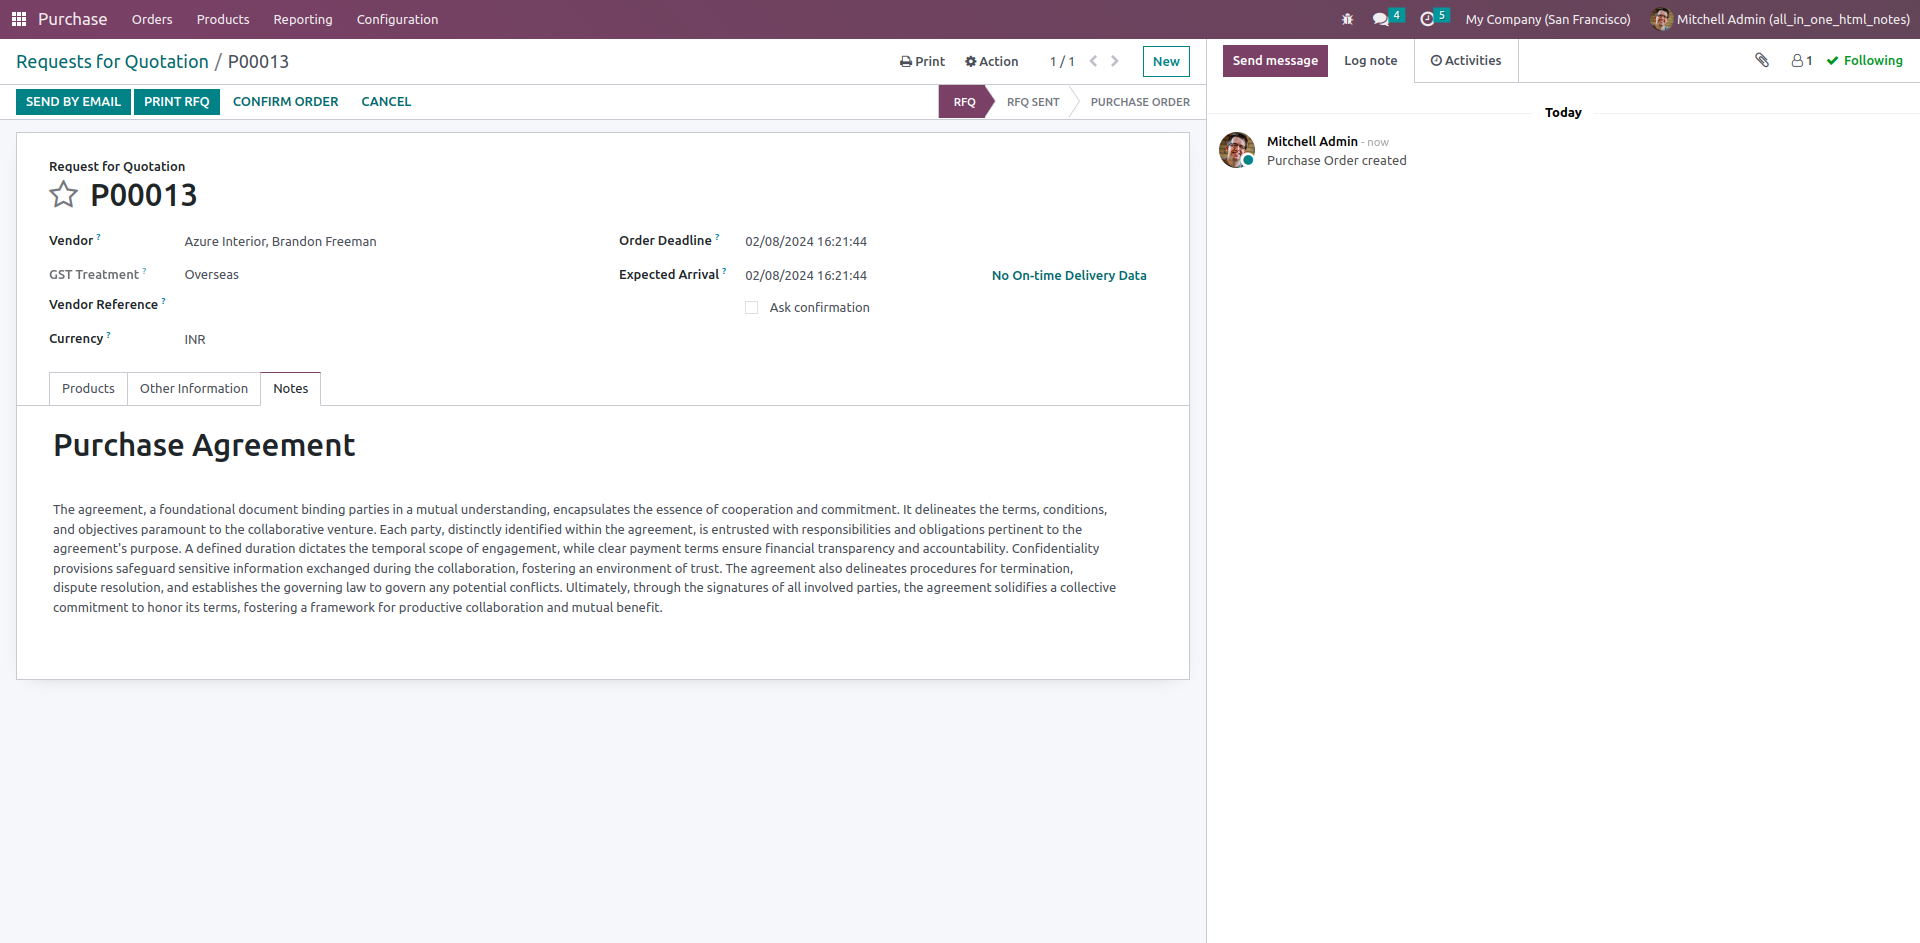 Purchase Orders Products Reporting Configuration 4 5 My Company (San Francisco) Mitchell Admin (all_in_one_html_notes)
Requests for Quotation / P00013 Print Action 1 / 1 New
SEND BY EMAIL PRINT RFQ CONFIRM ORDER CANCEL RFQ RFQ SENT PURCHASE ORDER
Request for Quotation
P00013
Vendor ? Azure Interior, Brandon Freeman
GST Treatment ? Overseas
Vendor Reference ?
Currency ? INR
Order Deadline ? 02/08/2024 16:21:44
Expected Arrival ? 02/08/2024 16:21:44 No On-time Delivery Data
Ask confirmation
Products Other Information Notes
Purchase Agreement
The agreement, a foundational document binding parties in a mutual understanding, encapsulates the essence of cooperation and commitment. It delineates the terms, conditions,
and objectives paramount to the collaborative venture. Each party, distinctly identified within the agreement, is entrusted with responsibilities and obligations pertinent to the
agreement's purpose. A defined duration dictates the temporal scope of engagement, while clear payment terms ensure financial transparency and accountability. Confidentiality
provisions safeguard sensitive information exchanged during the collaboration, fostering an environment of trust. The agreement also delineates procedures for termination,
dispute resolution, and establishes the governing law to govern any potential conflicts. Ultimately, through the signatures of all involved parties, the agreement solidifies a collective
commitment to honor its terms, fostering a framework for productive collaboration and mutual benefit.
Send message Log note Activities 1 Following
Today
Mitchell Admin - now
Purchase Order created